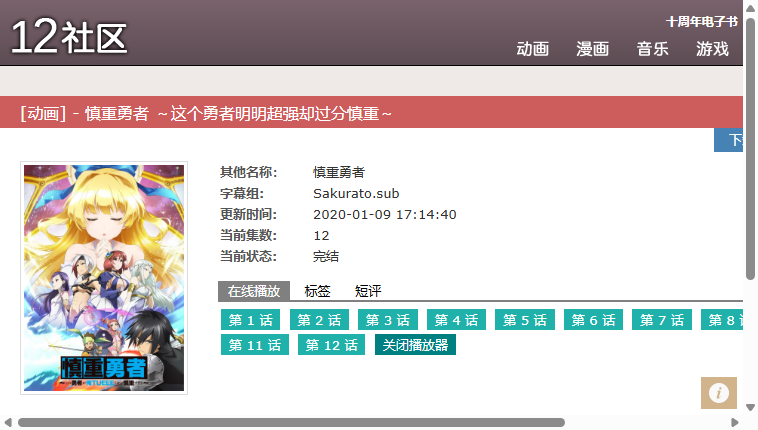 12社区
十周年电子书
动画 漫画 音乐 游戏
[动画] - 慎重勇者 ～这个勇者明明超强却过分慎重～
其他名称： 慎重勇者
字幕组： Sakurato.sub
更新时间： 2020-01-09 17:14:40
当前集数： 12
当前状态： 完结
在线播放 标签 短评
第 1 话 第 2 话 第 3 话 第 4 话 第 5 话 第 6 话 第 7 话 第 8
第 11 话 第 12 话 关闭播放器
慎重勇者
i